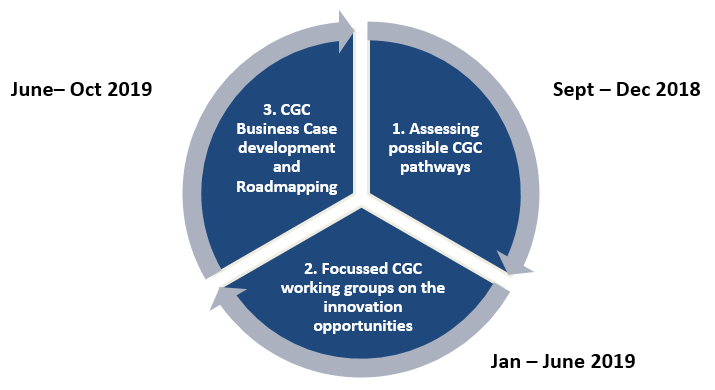 June– Oct 2019
Sept – Dec 2018
3. CGC
Business Case
development
and
Roadmapping
1. Assessing
possible CGC
pathways
2. Focussed CGC
working groups on the
innovation
opportunities
Jan – June 2019